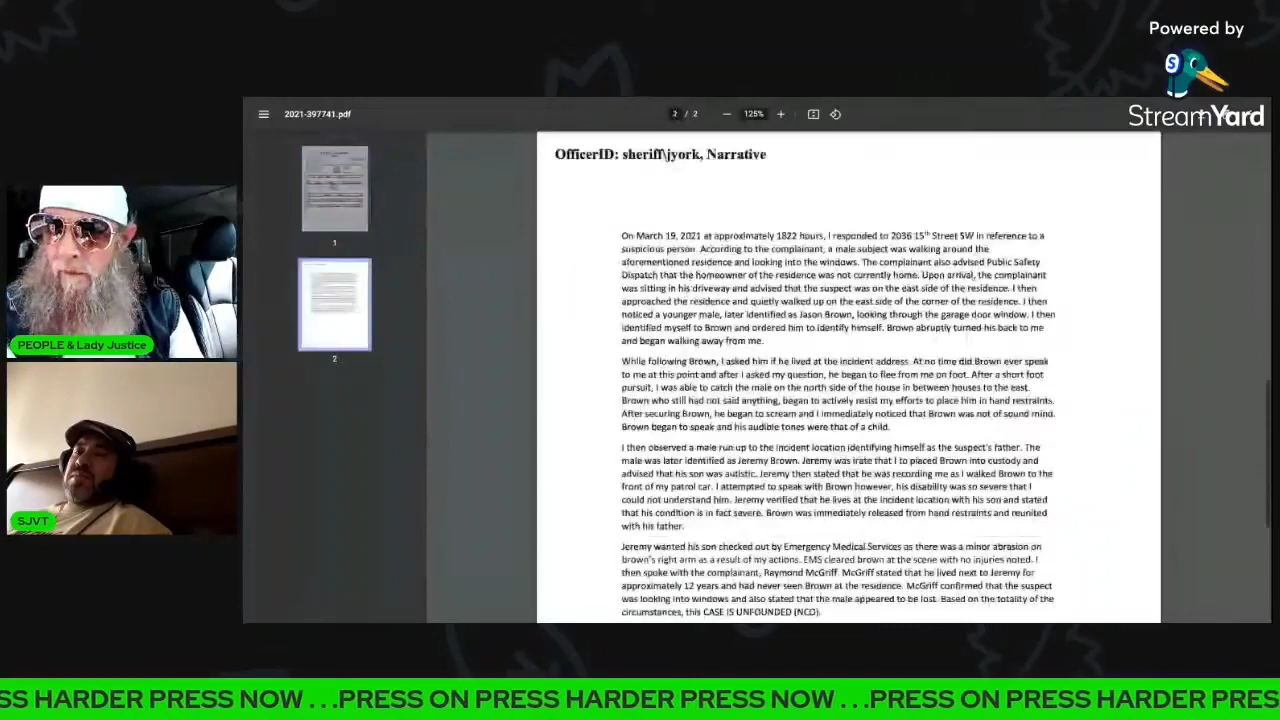 Powered by
StreamYard
2021-397741.pdf
2 / 2
125%
1
2
OfficerID: sheriff\jyork, Narrative
On March 19, 2021 at approximately 1822 hours, I responded to 2036 15th Street SW in reference to a
suspicious person. According to the complainant, a male subject was walking around the
aforementioned residence and looking into the windows. The complainant also advised Public Safety
Dispatch that the homeowner of the residence was not currently home. Upon arrival, the complainant
was sitting in his driveway and advised that the suspect was on the east side of the residence. I then
approached the residence and quietly walked up on the east side of the corner of the residence. I then
noticed a younger male, later identified as Jason Brown, looking through the garage door window. I then
identified myself to Brown and ordered him to identify himself. Brown abruptly turned his back to me
and began walking away from me.
While following Brown, I asked him if he lived at the incident address. At no time did Brown ever speak
to me at this point and after I asked my question, he began to flee from me on foot. After a short foot
pursuit, I was able to catch the male on the north side of the house in between houses to the east.
Brown who still had not said anything, began to actively resist my efforts to place him in hand restraints.
After securing Brown, he began to scream and I immediately noticed that Brown was not of sound mind.
Brown began to speak and his audible tones were that of a child.
I then observed a male run up to the incident location identifying himself as the suspect's father. The
male was later identified as Jeremy Brown. Jeremy was irate that I to placed Brown into custody and
advised that his son was autistic. Jeremy then stated that he was recording me as I walked Brown to the
front of my patrol car. I attempted to speak with Brown however, his disability was so severe that I
could not understand him. Jeremy verified that he lives at the incident location with his son and stated
that his condition is in fact severe. Brown was immediately released from hand restraints and reunited
with his father.
Jeremy wanted his son checked out by Emergency Medical Services as there was a minor abrasion on
brown's right arm as a result of my actions. EMS cleared brown at the scene with no injuries noted. I
then spoke with the complainant, Raymond McGriff. McGriff stated that he lived next to Jeremy for
approximately 12 years and had never seen Brown at the residence. McGriff confirmed that the suspect
was looking into windows and also stated that the male appeared to be lost. Based on the totality of the
circumstances, this CASE IS UNFOUNDED (NCO).
PEOPLE & Lady Justice
SJVT
SS HARDER PRESS NOW . . .PRESS ON PRESS HARDER PRESS NOW . . .PRESS ON PRESS HARDER PRES